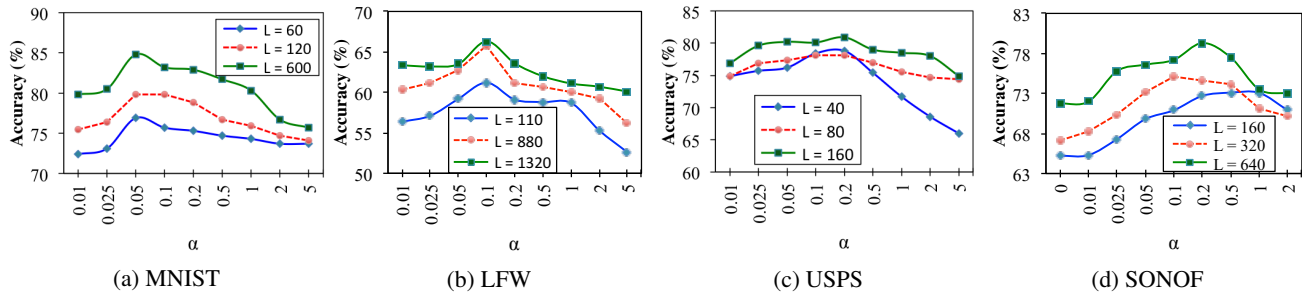 Accuracy (%)
90
85
80
75
70
L = 60
L = 120
L = 600
0.01
0.025
0.05
0.1
0.2
0.5
1
2
5
α
(a) MNIST
Accuracy (%)
70
65
60
55
50
L = 110
L = 880
L = 1320
0.01
0.025
0.05
0.1
0.2
0.5
1
2
5
α
(b) LFW
Accuracy (%)
85
80
75
70
65
60
L = 40
L = 80
L = 160
0.01
0.025
0.05
0.1
0.2
0.5
1
2
5
α
(c) USPS
Accuracy (%)
83
78
73
68
63
L = 160
L = 320
L = 640
0
0.01
0.025
0.05
0.1
0.2
0.5
1
2
α
(d) SONOF